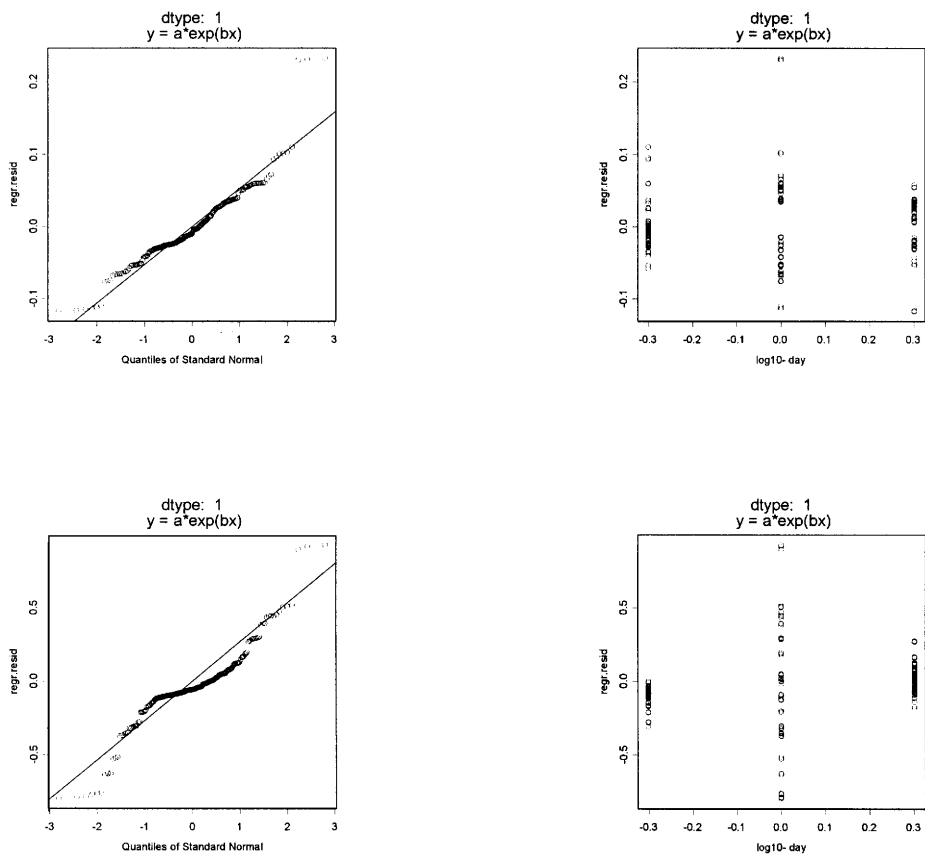 dtype: 1
y = a*exp(bx)
regr.resid
0.2
0.1
0.0
-0.1
-3
-2
-1
0
1
2
3
Quantiles of Standard Normal
dtype: 1
y = a*exp(bx)
regr.resid
0.2
0.1
0.0
-0.1
-0.3
-0.2
-0.1
0.0
0.1
0.2
0.3
log10- day
dtype: 1
y = a*exp(bx)
regr.resid
0.5
0.0
-0.5
-3
-2
-1
0
1
2
3
Quantiles of Standard Normal
dtype: 1
y = a*exp(bx)
regr.resid
0.5
0.0
-0.5
-0.3
-0.2
-0.1
0.0
0.1
0.2
0.3
log10- day